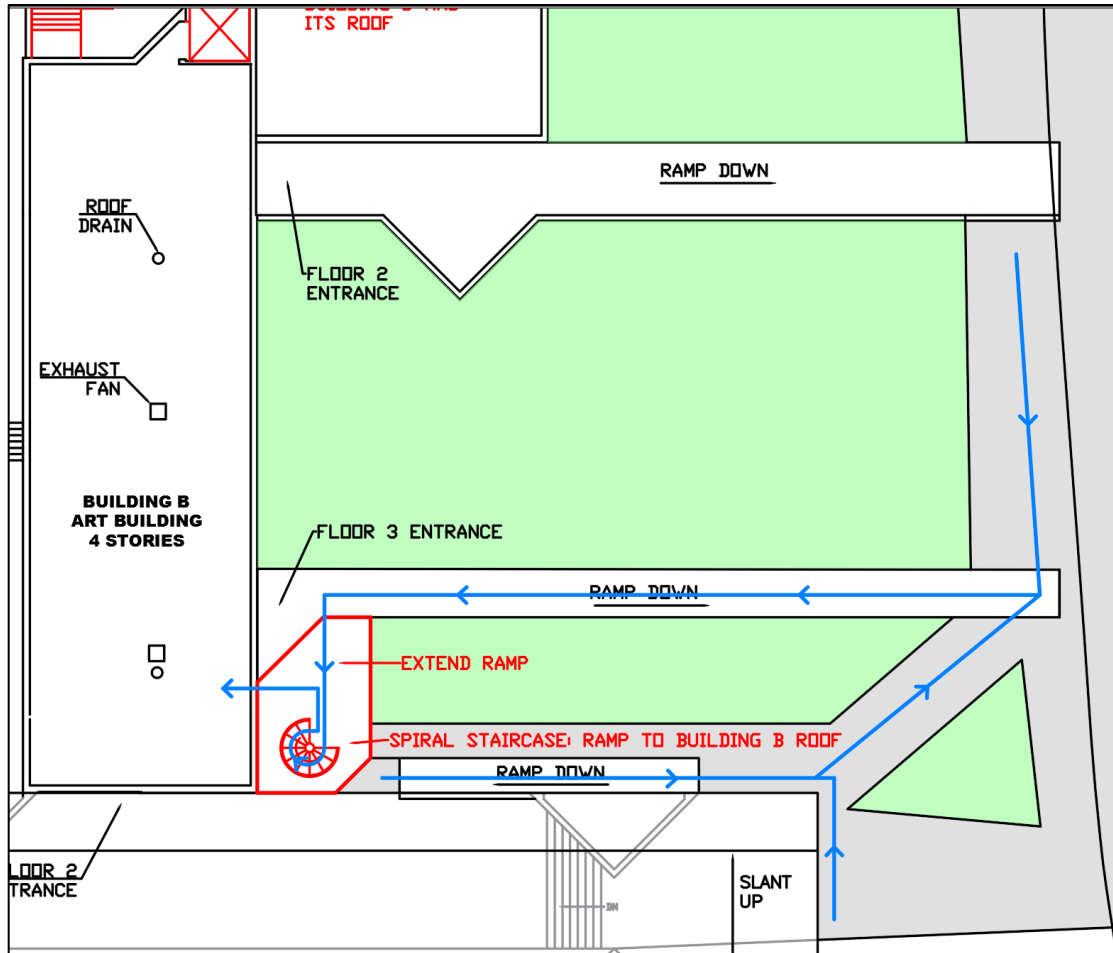 ITS ROOF
RAMP DOWN
ROOF
DRAIN
FLOOR 2
ENTRANCE
EXHAUST
FAN
BUILDING B
ART BUILDING
4 STORIES
FLOOR 3 ENTRANCE
RAMP DOWN
EXTEND RAMP
SPIRAL STAIRCASE; RAMP TO BUILDING B ROOF
RAMP DOWN
LOOR 2
TRANCE
SLANT
UP
DN